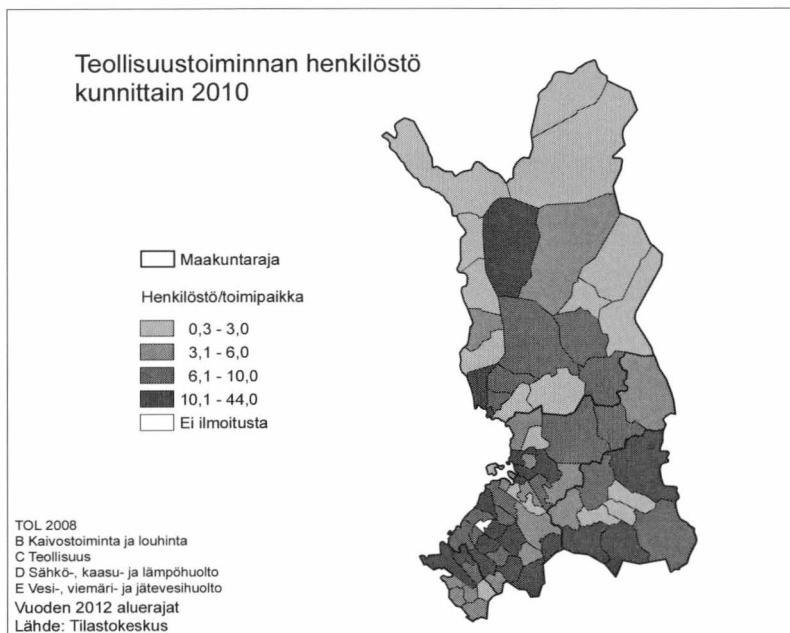 Teollisuustoiminnan henkilöstö
kunnittain 2010
Maakuntaraja
Henkilöstö/toimipaikka
0,3 - 3,0
3,1 - 6,0
6,1 - 10,0
10,1 - 44,0
Ei ilmoitusta
TOL 2008
B Kaivostoiminta ja louhinta
C Teollisuus
D Sähkö-, kaasu- ja lämpöhuolto
E Vesi-, viemäri- ja jätevesihuolto
Vuoden 2012 aluerajat
Lähde: Tilastokeskus